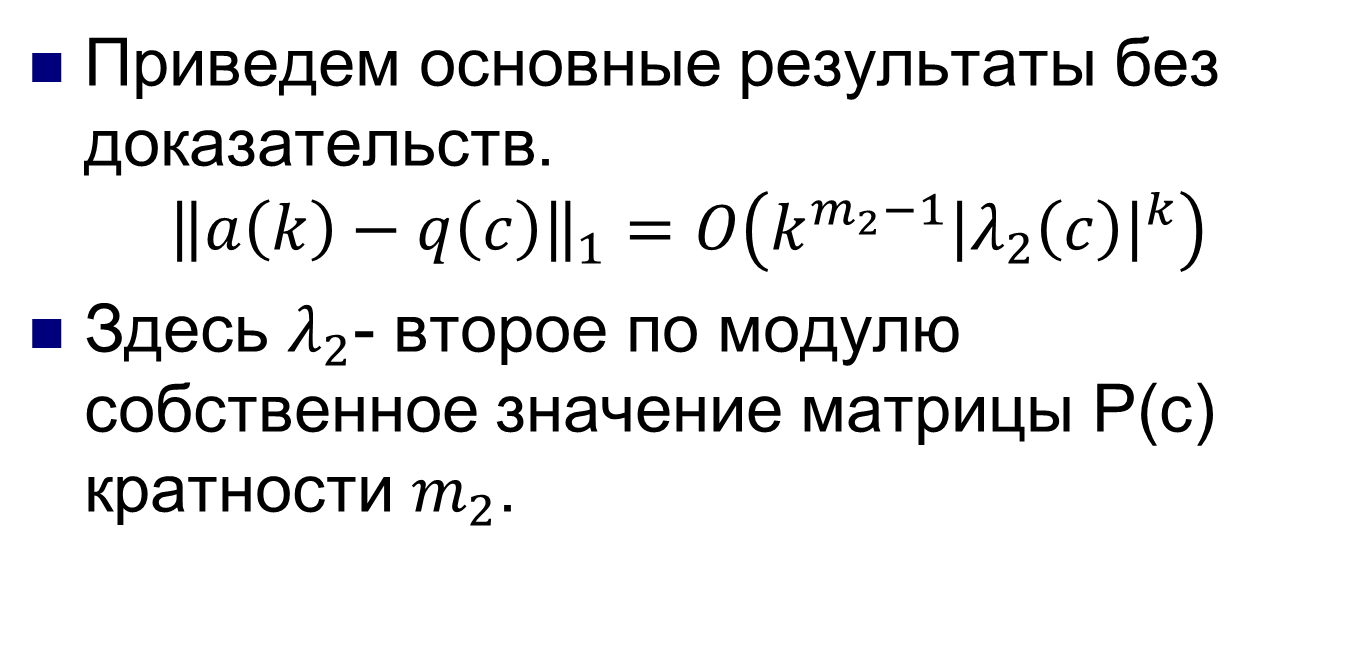 ■ Приведем основные результаты без
доказательств.
‖a(k) − q(c)‖₁ = O(k^{m₂−1}|λ₂(c)|^k)
■ Здесь λ₂- второе по модулю
собственное значение матрицы P(c)
кратности m₂.